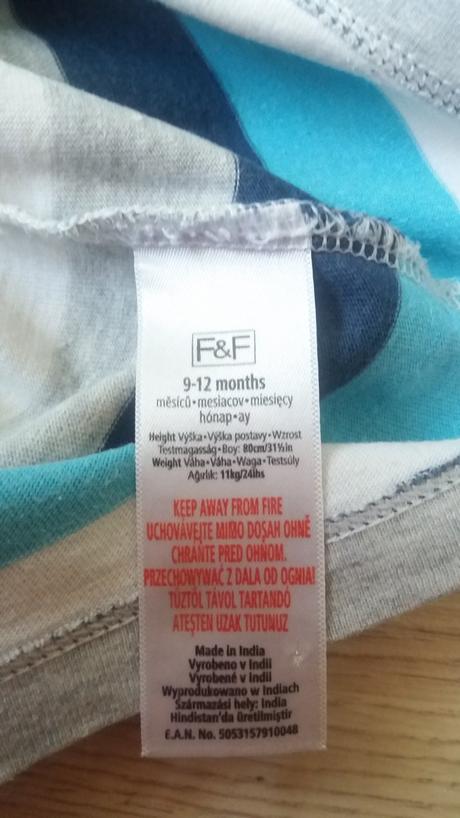 F&F
9-12 months
měsíců•mesiacov•miesięcy
hónap•ay
Height Výška•Výška postavy•Wzrost
Testmagasság•Boy: 80cm/31½in
Weight Váha•Váha•Waga•Testsúly
Ağırlık: 11kg/24lbs
KEEP AWAY FROM FIRE
UCHOVÁVEJTE MIMO DOSAH OHNĚ
CHRÁŇTE PRED OHŇOM.
PRZECHOWYWAĆ Z DALA OD OGNIA!
TŰZTŐL TÁVOL TARTANDÓ
ATEŞTEN UZAK TUTUNUZ
Made in India
Vyrobeno v Indii
Vyrobené v Indii
Wyprodukowano w Indiach
Származási hely: India
Hindistan'da üretilmiştir
E.A.N. No. 5053157910048